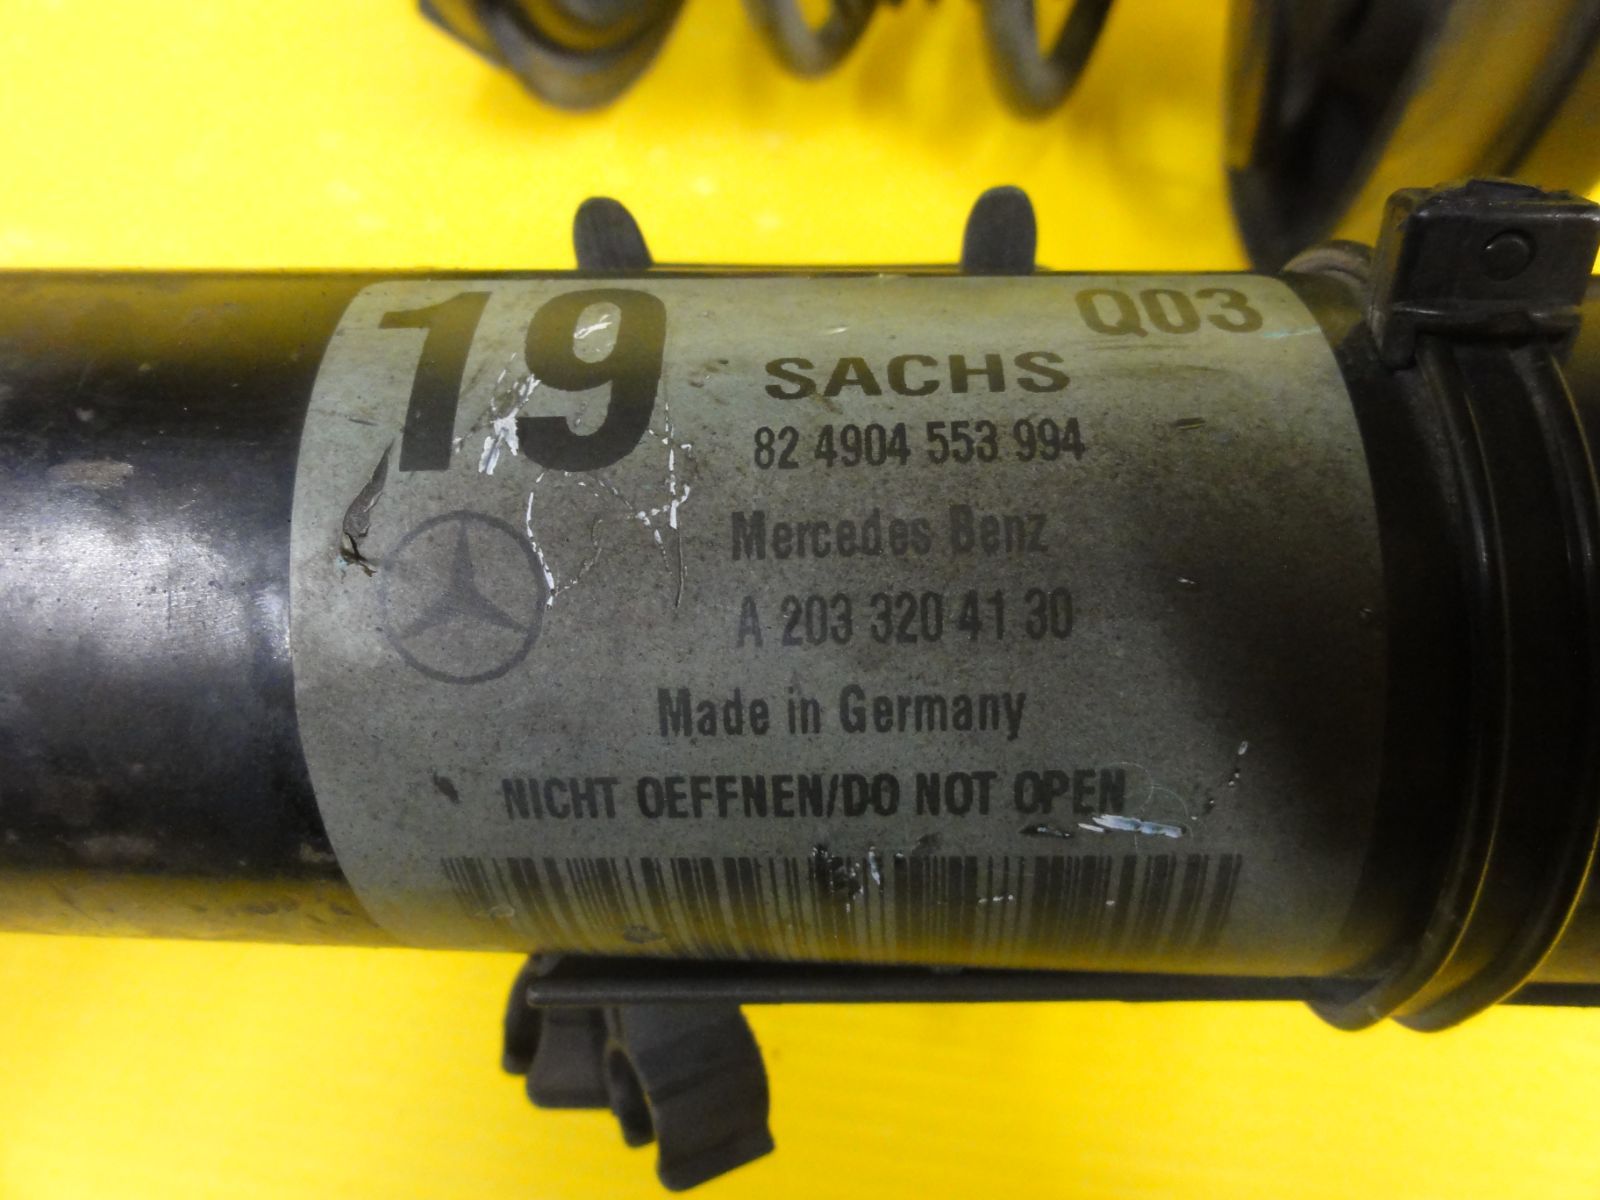 19
Q03
SACHS
82 4904 553 994
Mercedes Benz
A 203 320 41 30
Made in Germany
NICHT OEFFNEN/DO NOT OPEN